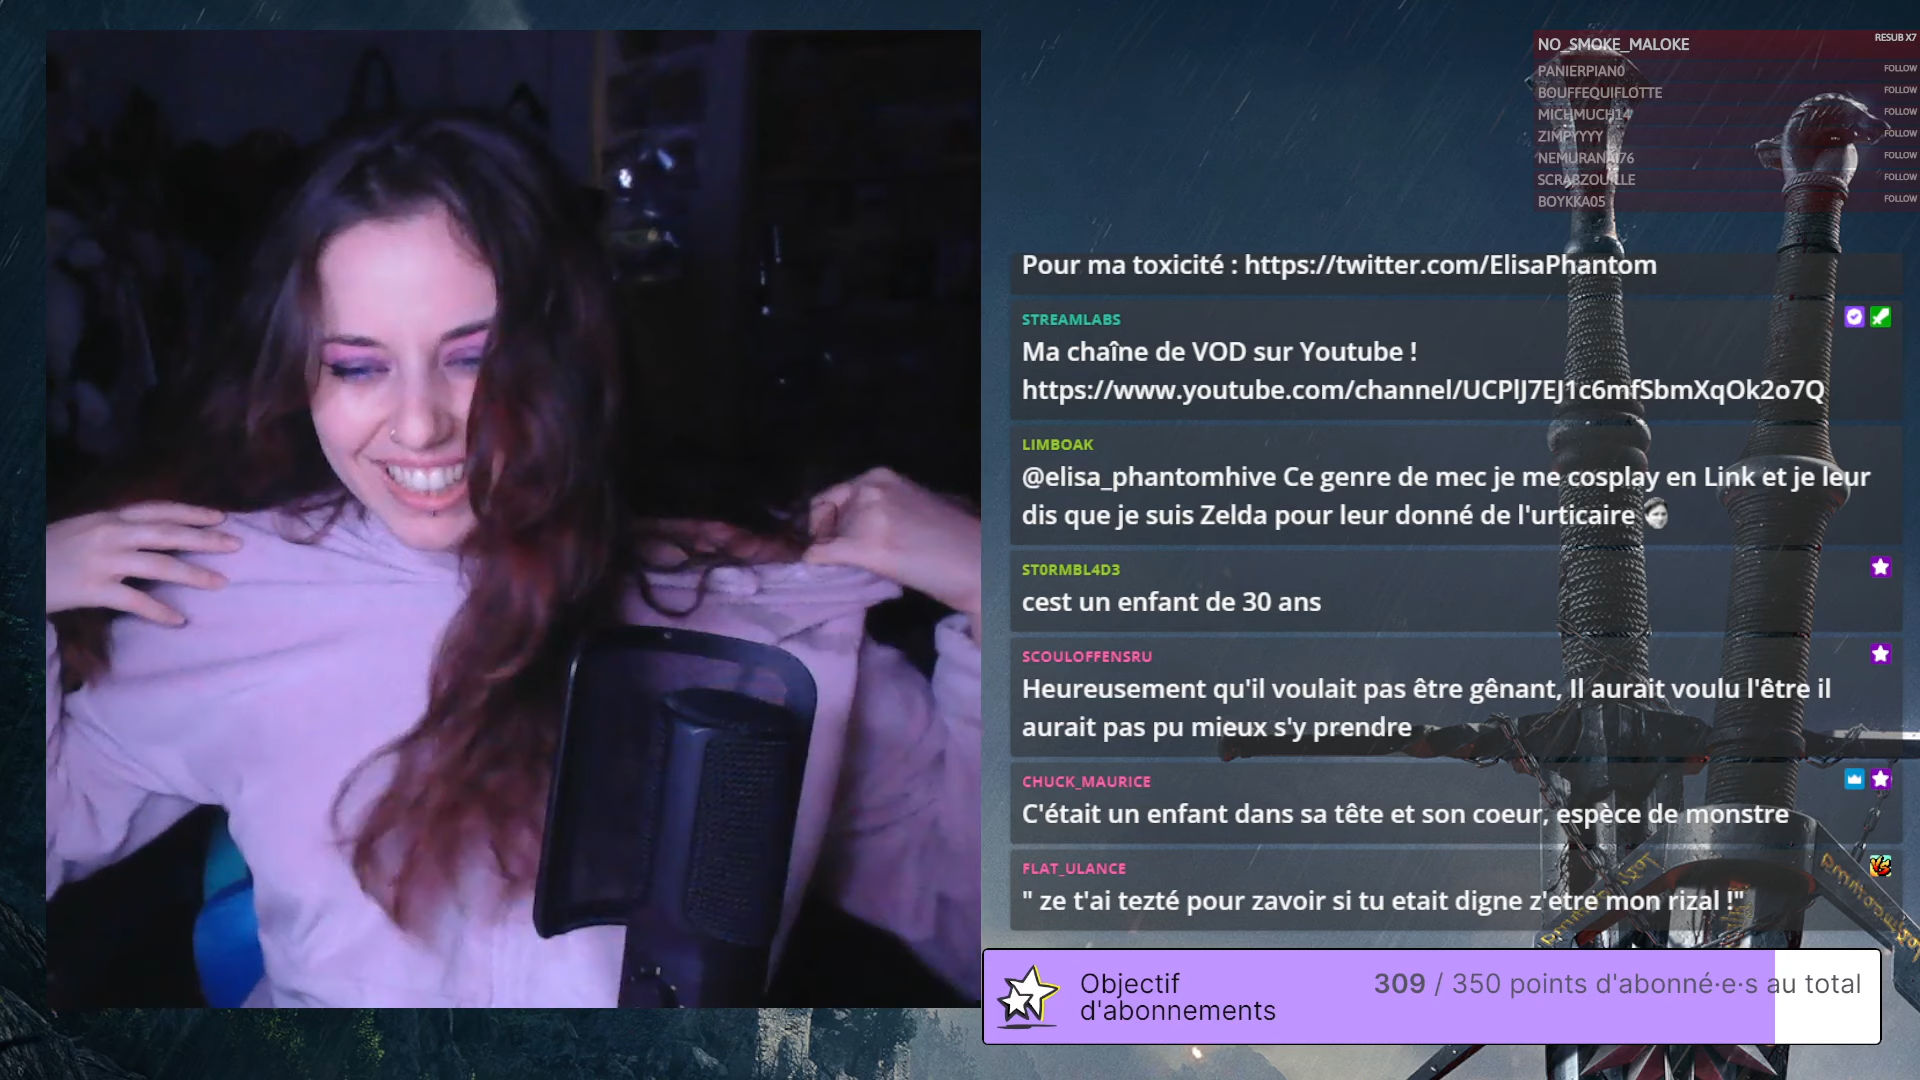 NO_SMOKE_MALOKE RESUB X7
PANIERPIAN0 FOLLOW
BOUFFEQUIFLOTTE FOLLOW
MICHMUCH14 FOLLOW
ZIMPYYYY FOLLOW
FOLLOW
SCRABZOUILLE FOLLOW
BOYKKA05 FOLLOW
Pour ma toxicité : https://twitter.com/ElisaPhantom
STREAMLABS
Ma chaîne de VOD sur Youtube !
https://www.youtube.com/channel/UCPlJ7EJ1c6mfSbmXqOk2o7Q
LIMBOAK
@elisa_phantomhive Ce genre de mec je me cosplay en Link et je leur
dis que je suis Zelda pour leur donné de l'urticaire
ST0RMBL4D3
cest un enfant de 30 ans
SCOULOFFENSRU
Heureusement qu'il voulait pas être gênant, Il aurait voulu l'être il
aurait pas pu mieux s'y prendre
CHUCK_MAURICE
C'était un enfant dans sa tête et son coeur, espèce de monstre
FLAT_ULANCE
" ze t'ai tezté pour zavoir si tu etait digne z'etre mon rizal !"
Objectif
d'abonnements
309 / 350 points d'abonné·e·s au total